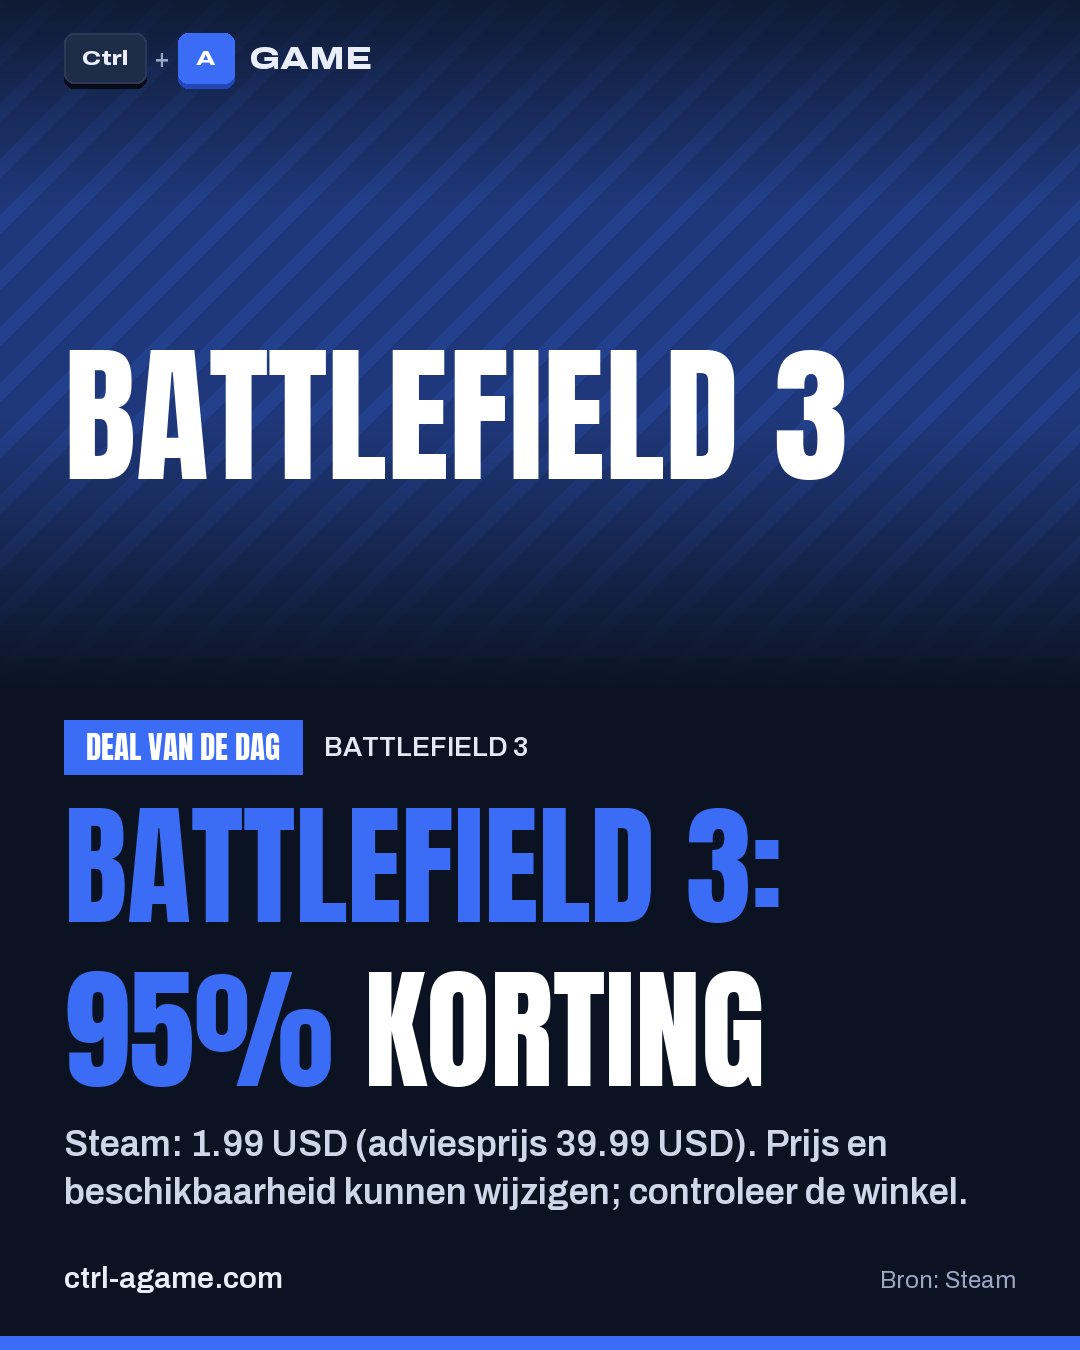 Ctrl + A GAME
BATTLEFIELD 3
DEAL VAN DE DAG BATTLEFIELD 3
BATTLEFIELD 3:
95% KORTING
Steam: 1.99 USD (adviesprijs 39.99 USD). Prijs en
beschikbaarheid kunnen wijzigen; controleer de winkel.
ctrl-agame.com
Bron: Steam